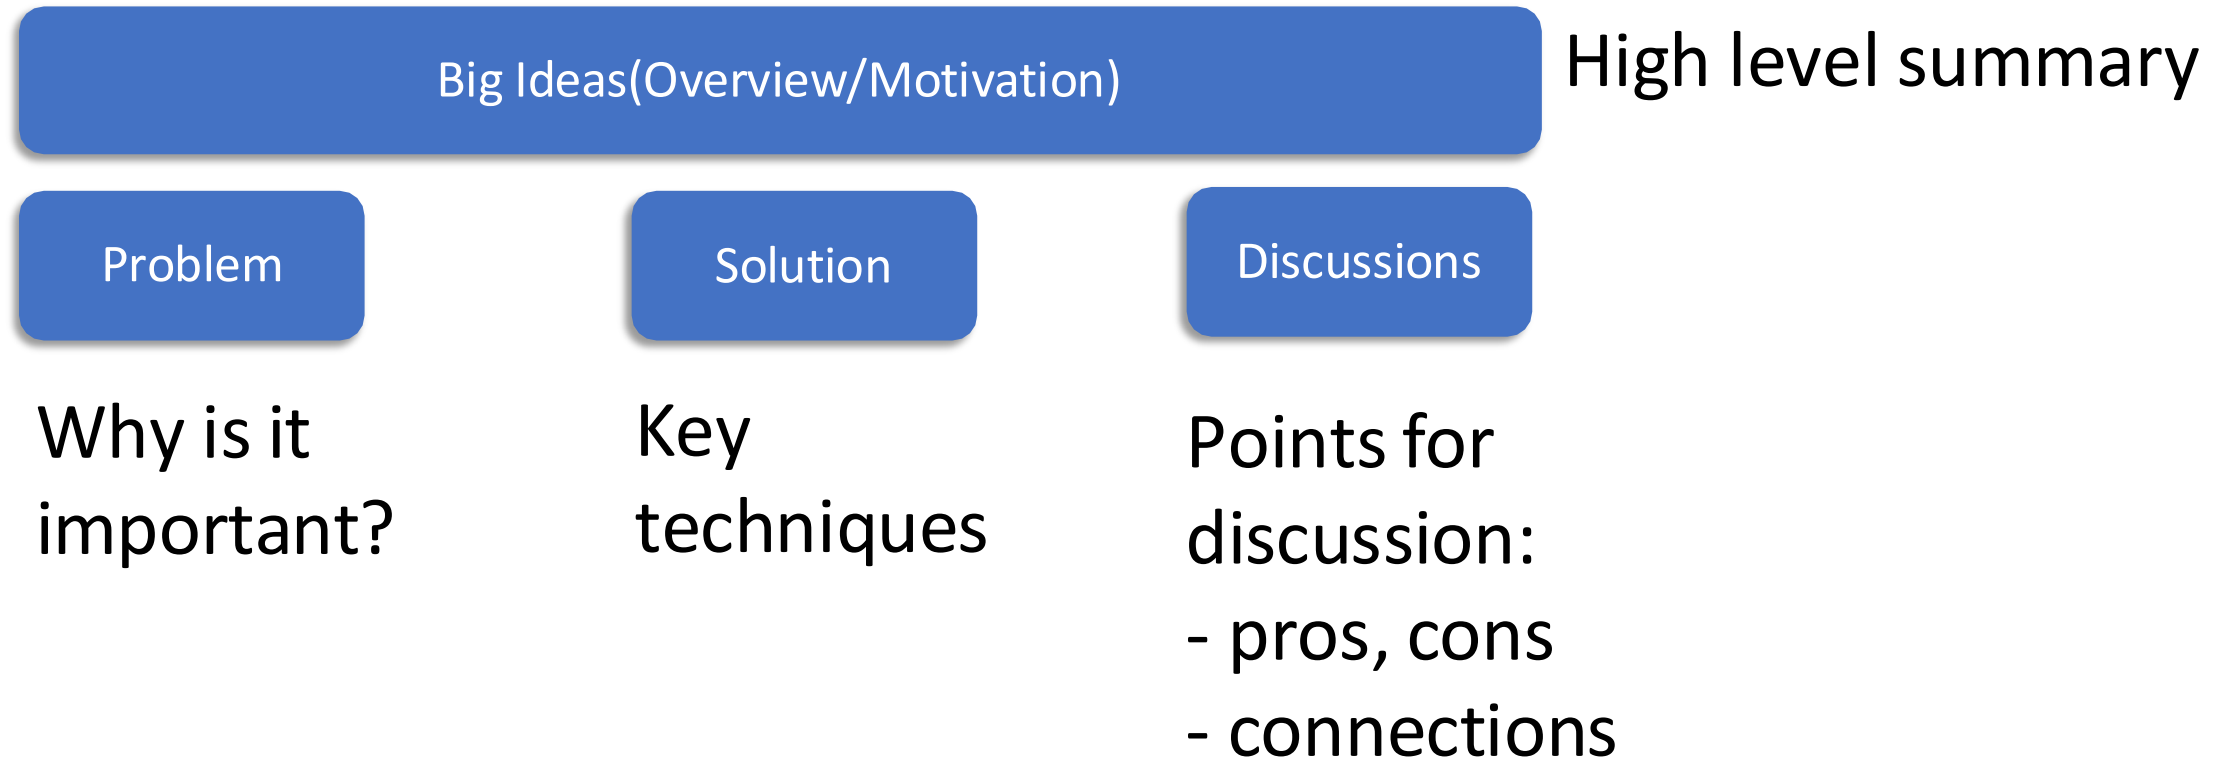 Big Ideas(Overview/Motivation)
High level summary
Problem
Solution
Discussions
Why is it
important?
Key
techniques
Points for
discussion:
- pros, cons
- connections